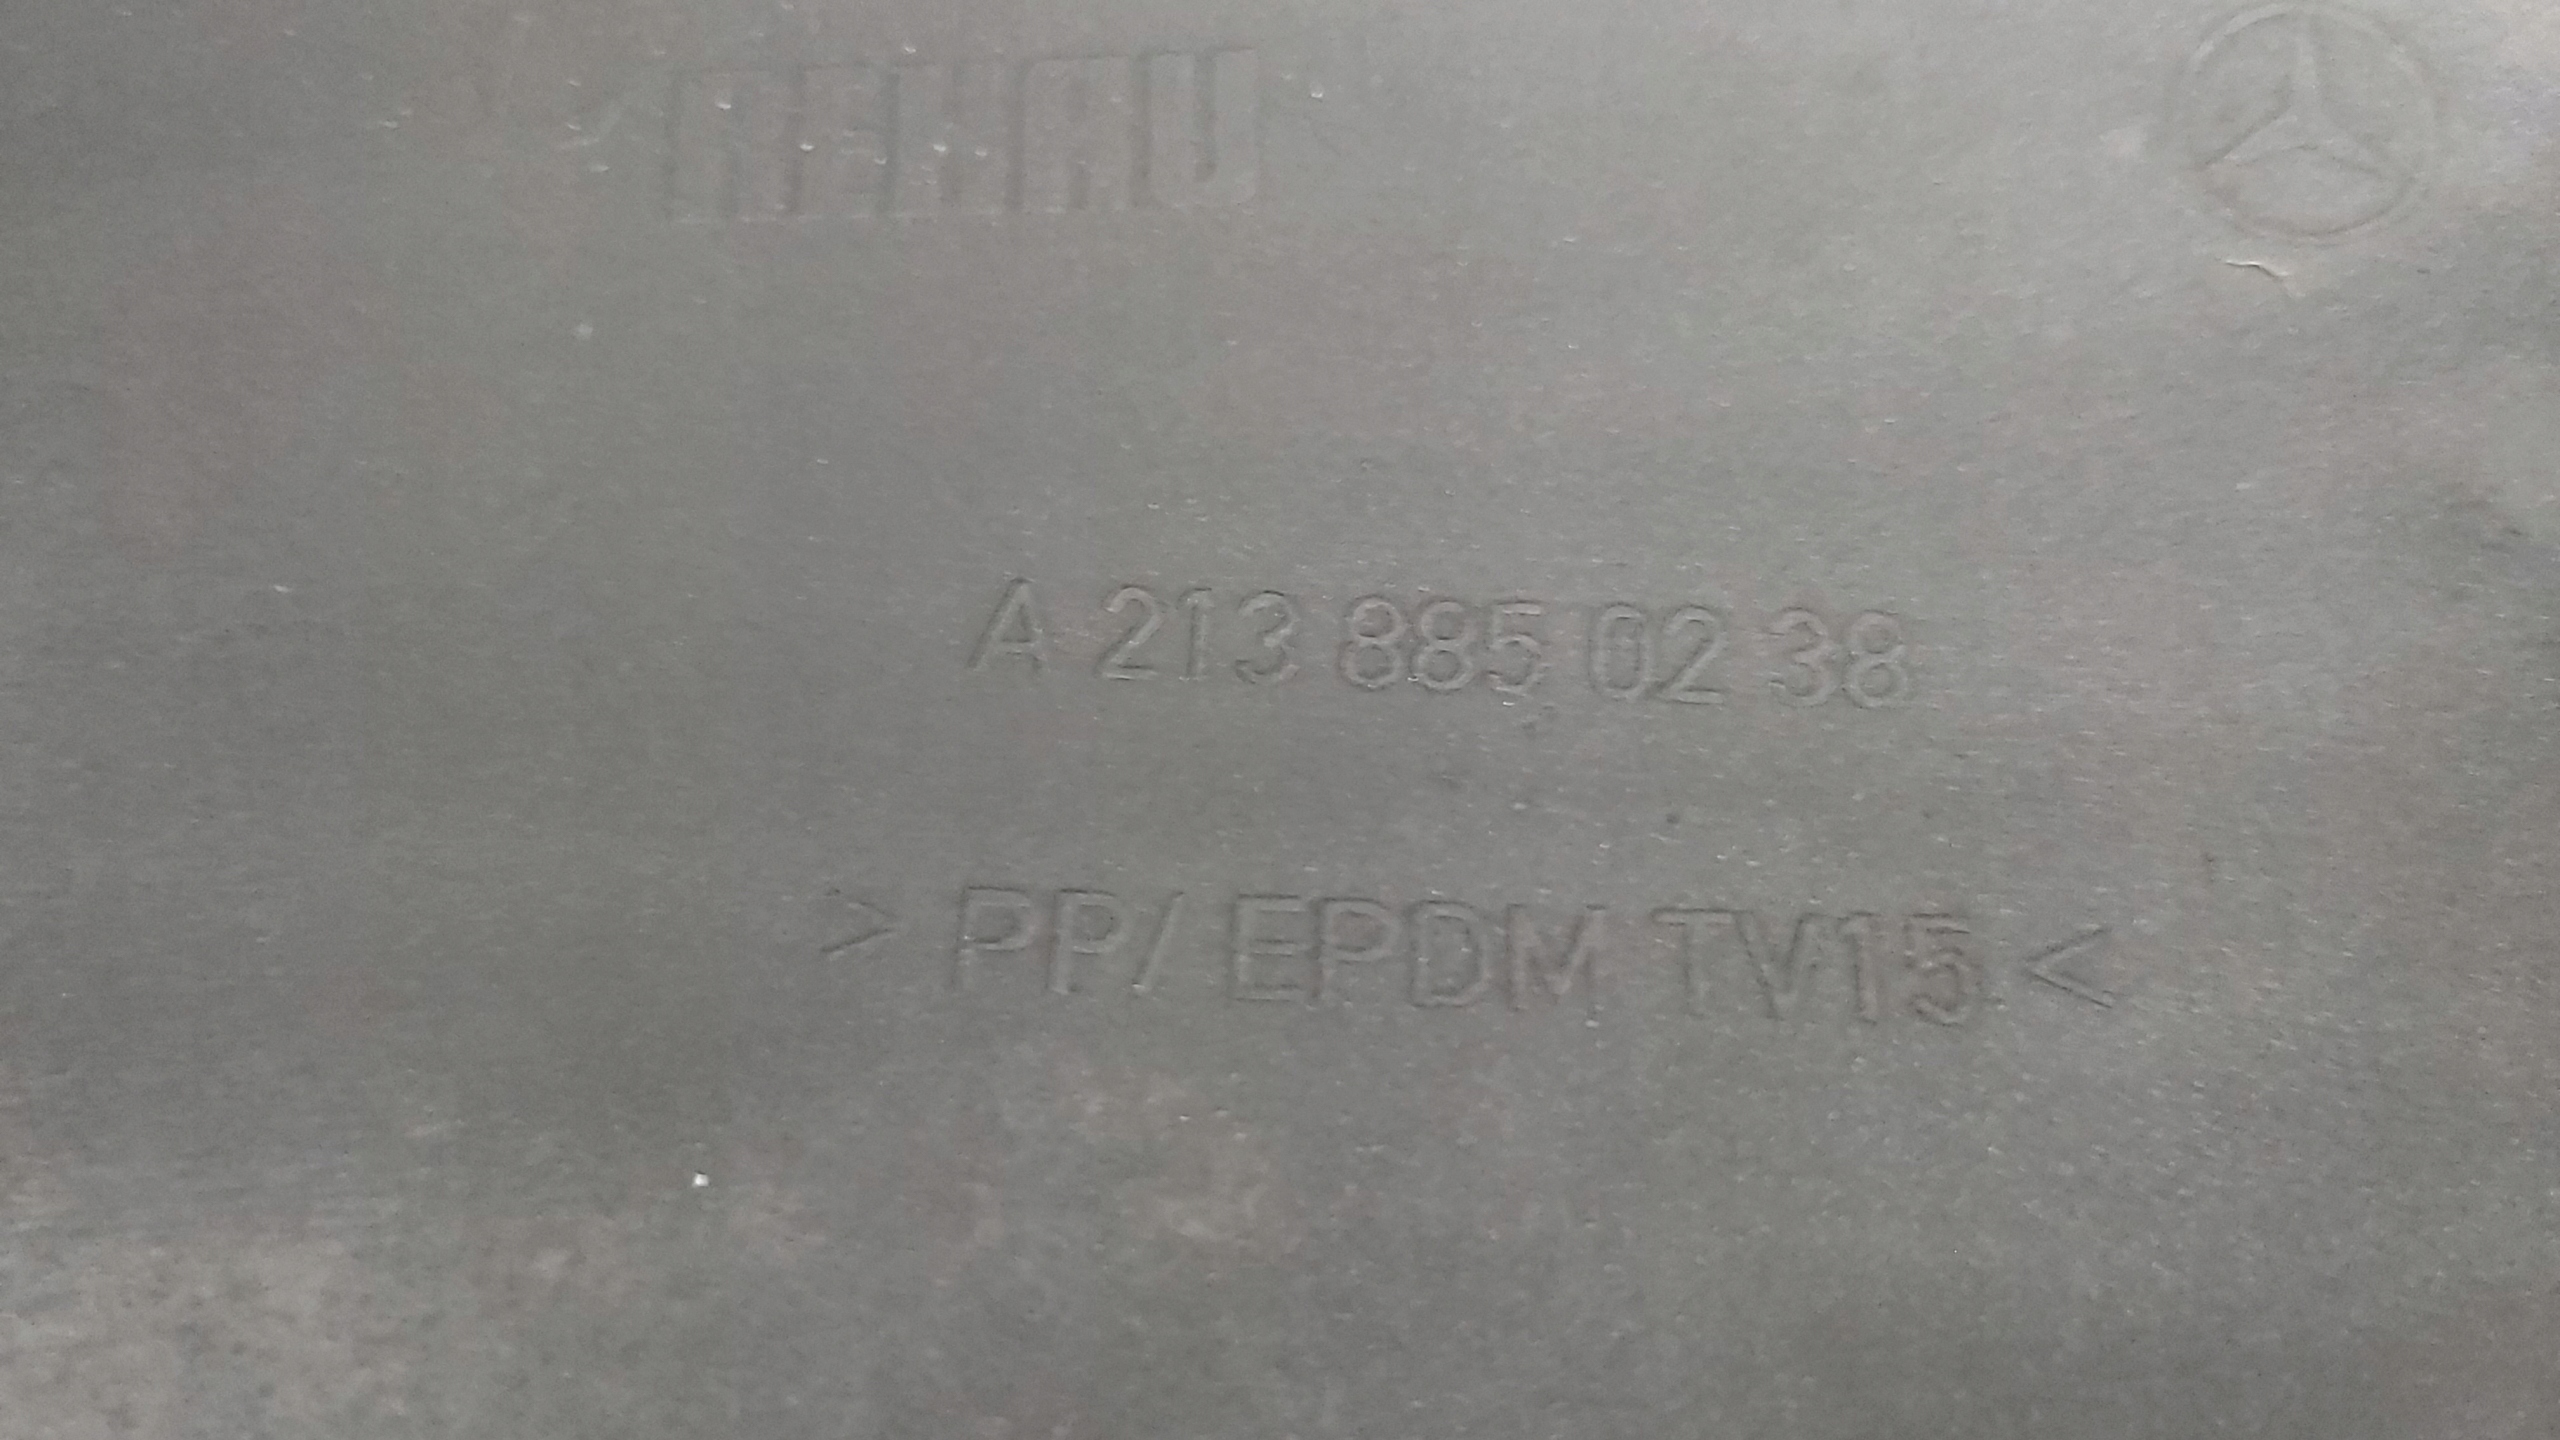 REHAU
A 213 885 02 38
> PP/ EPDM TV15 <